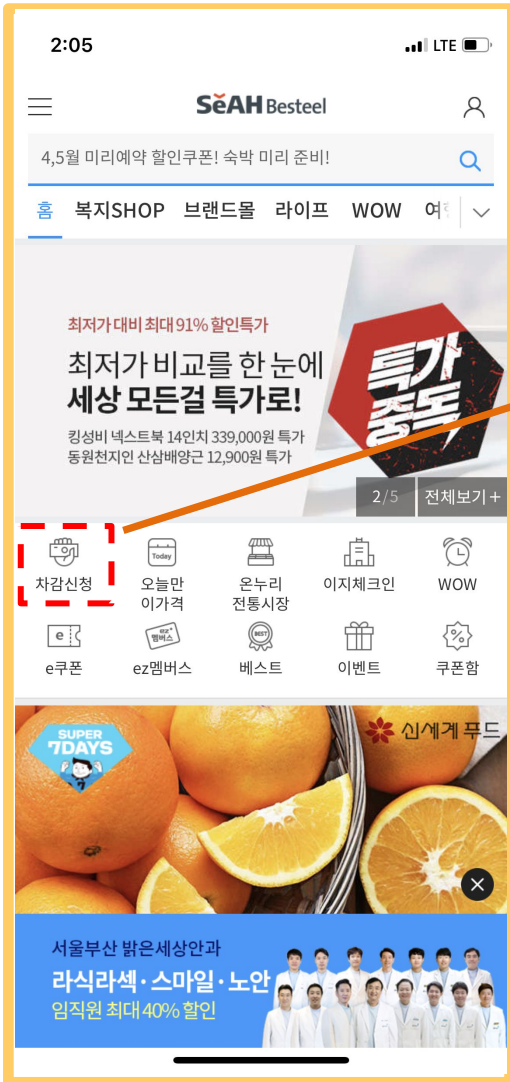 2:05
LTE
SeAH Besteel
4,5월 미리예약 할인쿠폰! 숙박 미리 준비!
홈 복지SHOP 브랜드몰 라이프 WOW 여행
최저가 대비 최대 91% 할인특가
최저가 비교를 한 눈에
세상 모든걸 특가로!
킹성비 넥스트북 14인치 339,000원 특가
동원천지인 산삼배양근 12,900원 특가
특가
중독
2/5 전체보기+
Today
차감신청 오늘만 온누리 이지체크인 WOW
이가격 전통시장
e ez+ BEST %
멤버스
e쿠폰 ez멤버스 베스트 이벤트 쿠폰함
SUPER
7DAYS
7
신세계 푸드
서울부산 밝은세상안과
라식라섹·스마일·노안
임직원 최대 40% 할인